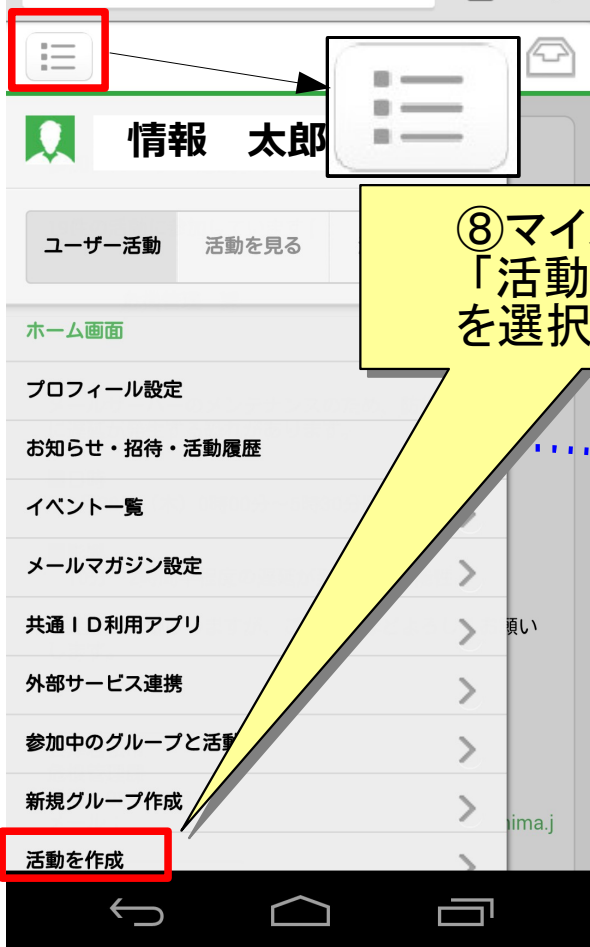 情報　太郎
⑧マイ
「活動
を選択
ユーザー活動
活動を見る
ホーム画面
プロフィール設定
お知らせ・招待・活動履歴
イベント一覧
メールマガジン設定
共通ＩＤ利用アプリ
願い
外部サービス連携
参加中のグループと活動
新規グループ作成
hima.j
活動を作成